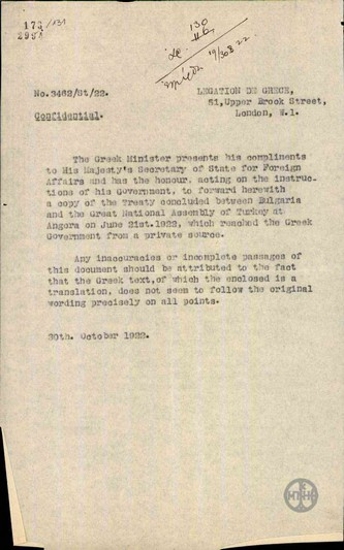 173/131
130
No.3462/St/22.
LEGATION DE GRECE,
51,Upper Brook Street,
London, W.1.
Confidential.
The Greek Minister presents his compliments
to His Majesty's Secretary of State for Foreign
Affairs and has the honour, acting on the instruc-
tions of his Government, to forward herewith
a copy of the Treaty concluded between Bulgaria
and the Great National Assembly of Turkey at
Angora on June 21st.1922, which reached the Greek
Government from a private source.
Any inaccuracies or incomplete passages of
this document should be attributed to the fact
that the Greek text,of which the enclosed is a
translation, does not seen to follow the original
wording precisely on all points.
30th. October 1922.